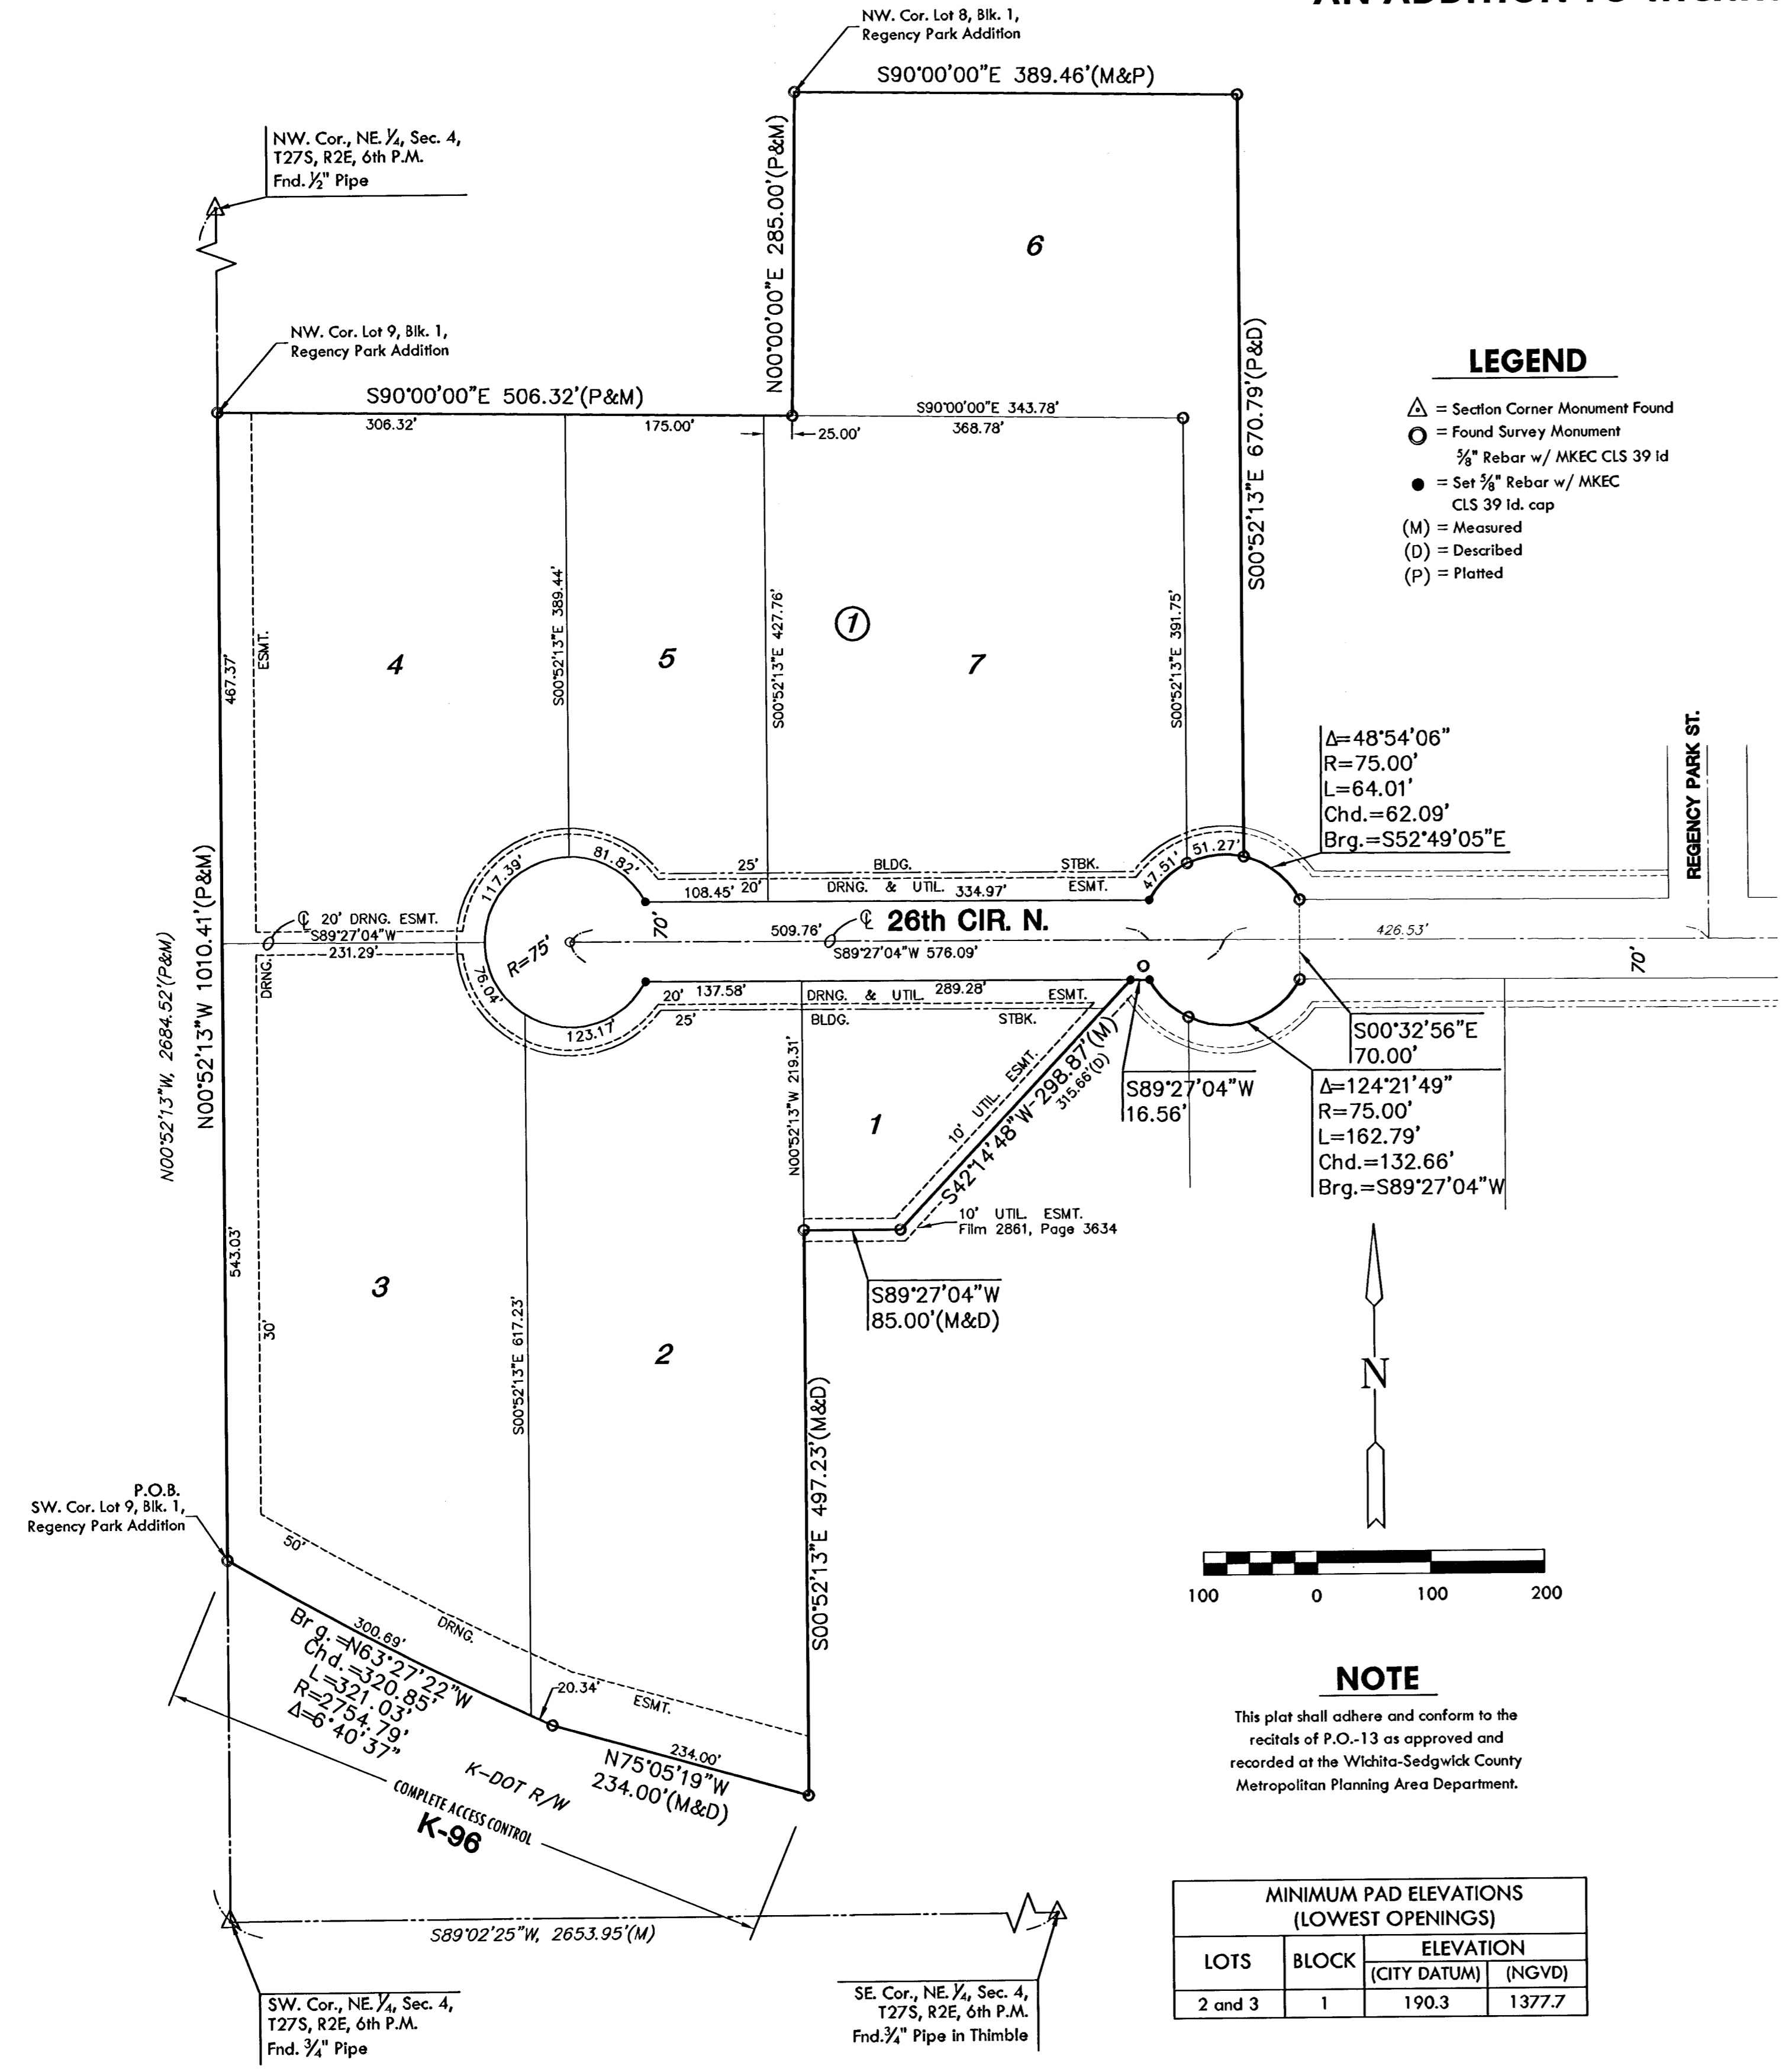 NW. Cor. Lot 8, Blk. 1,
Regency Park Addition
S90°00'00"E 389.46'(M&P)
NW. Cor., NE. 1/4, Sec. 4,
T27S, R2E, 6th P.M.
Fnd. 1/2" Pipe
N00°00'00"E 285.00'(P&M)
6
NW. Cor. Lot 9, Blk. 1,
Regency Park Addition
S90°00'00"E 506.32'(P&M)
306.32'
175.00'
25.00'
S90°00'00"E 343.78'
368.78'
S00°52'13"E 670.79'(P&D)
LEGEND
△ = Section Corner Monument Found
○ = Found Survey Monument
5/8" Rebar w/ MKEC CLS 39 id
● = Set 5/8" Rebar w/ MKEC
CLS 39 id. cap
(M) = Measured
(D) = Described
(P) = Platted
467.37'
ESMT.
4
S00°52'13"E 389.44'
5
S00°52'13"E 427.76'
1
7
S00°52'13"E 391.75'
Δ=48°54'06"
R=75.00'
L=64.01'
Chd.=62.09'
Brg.=S52°49'05"E
REGENCY PARK ST.
117.39'
81.82'
25'
BLDG.
STBK.
108.45'
20'
DRNG. & UTIL.
334.97'
ESMT.
47.51'
51.27'
N00°52'13"W, 2684.52'(P&M)
N00°52'13"W 1010.41'(P&M)
℄ 20' DRNG. ESMT.
S89°27'04"W
231.29'
DRNG.
R=75'
70'
509.76'
℄ 26th CIR. N.
S89°27'04"W 576.09'
426.53'
70'
76.04'
123.17'
20'
137.58'
DRNG. & UTIL.
289.28'
ESMT.
25'
BLDG.
STBK.
N00°52'13"W 219.31'
1
10' UTIL. ESMT.
S42°14'48"W-298.87'(M)
315.66'(D)
S89°27'04"W
16.56'
S00°32'56"E
70.00'
Δ=124°21'49"
R=75.00'
L=162.79'
Chd.=132.66'
Brg.=S89°27'04"W
10' UTIL. ESMT.
Film 2861, Page 3634
S89°27'04"W
85.00'(M&D)
543.03'
3
30'
S00°52'13"E 617.23'
2
S00°52'13"E 497.23'(M&D)
N
P.O.B.
SW. Cor. Lot 9, Blk. 1,
Regency Park Addition
50'
DRNG.
ESMT.
300.69'
Brg.=N63°27'22"W
Chd.=320.85'
L=321.03'
R=2754.79'
Δ=6°40'37"
20.34'
234.00'
N75°05'19"W
234.00'(M&D)
K-DOT R/W
COMPLETE ACCESS CONTROL
K-96
100 0 100 200
NOTE
This plat shall adhere and conform to the
recitals of P.O.-13 as approved and
recorded at the Wichita-Sedgwick County
Metropolitan Planning Area Department.
S89°02'25"W, 2653.95'(M)
SW. Cor., NE. 1/4, Sec. 4,
T27S, R2E, 6th P.M.
Fnd. 3/4" Pipe
SE. Cor., NE. 1/4, Sec. 4,
T27S, R2E, 6th P.M.
Fnd. 3/4" Pipe in Thimble
MINIMUM PAD ELEVATIONS
(LOWEST OPENINGS)
LOTS BLOCK ELEVATION
(CITY DATUM) (NGVD)
2 and 3 1 190.3 1377.7